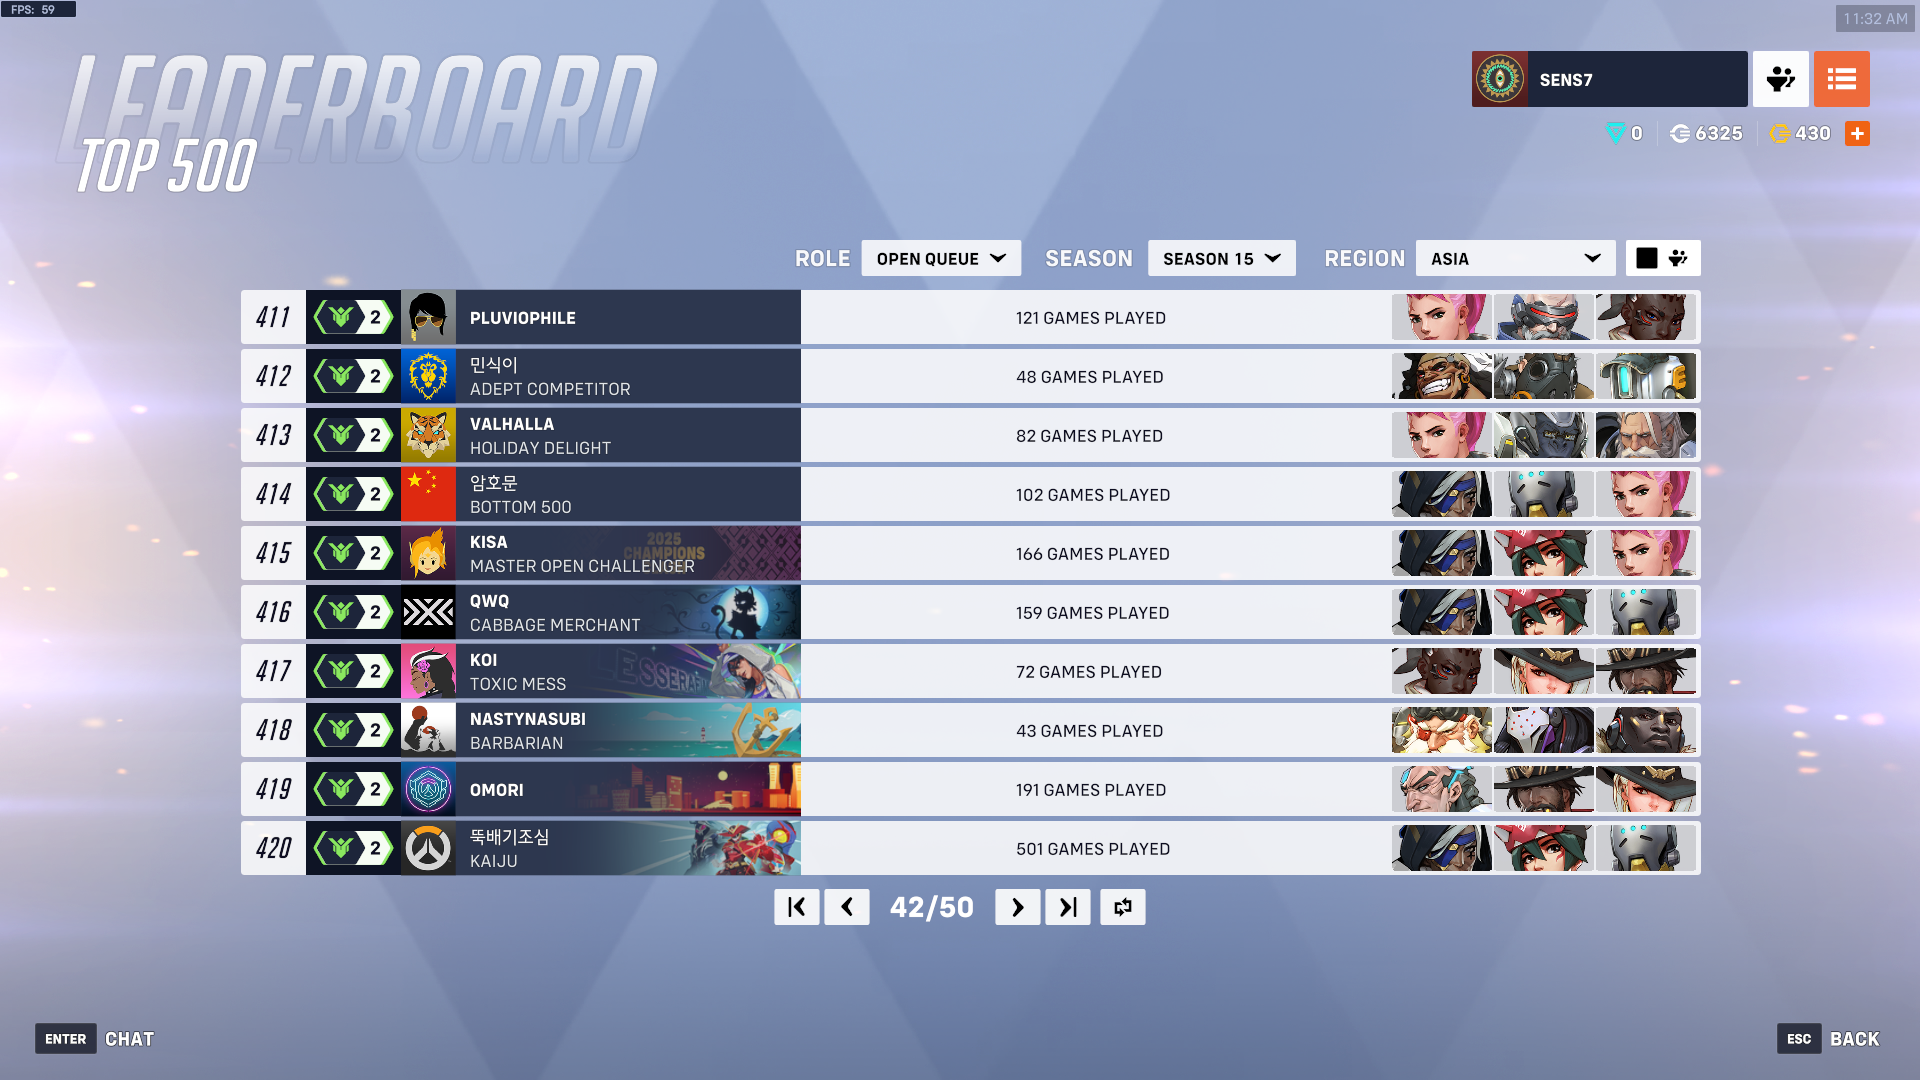 FPS: 59
11:32 AM
LEADERBOARD
TOP 500
SENS7
0 6325 430
ROLE OPEN QUEUE SEASON SEASON 15 REGION ASIA
411 2 PLUVIOPHILE 121 GAMES PLAYED
412 2 민식이 48 GAMES PLAYED
ADEPT COMPETITOR
413 2 VALHALLA 82 GAMES PLAYED
HOLIDAY DELIGHT
414 2 암호문 102 GAMES PLAYED
BOTTOM 500
415 2 KISA 2025 CHAMPIONS 166 GAMES PLAYED
MASTER OPEN CHALLENGER
416 2 QWQ 159 GAMES PLAYED
CABBAGE MERCHANT
417 2 KOI LESSERAF 72 GAMES PLAYED
TOXIC MESS
418 2 NASTYNASUBI 43 GAMES PLAYED
BARBARIAN
419 2 OMORI 191 GAMES PLAYED
420 2 뚝배기조심 501 GAMES PLAYED
KAIJU
42/50
ENTER CHAT
ESC BACK